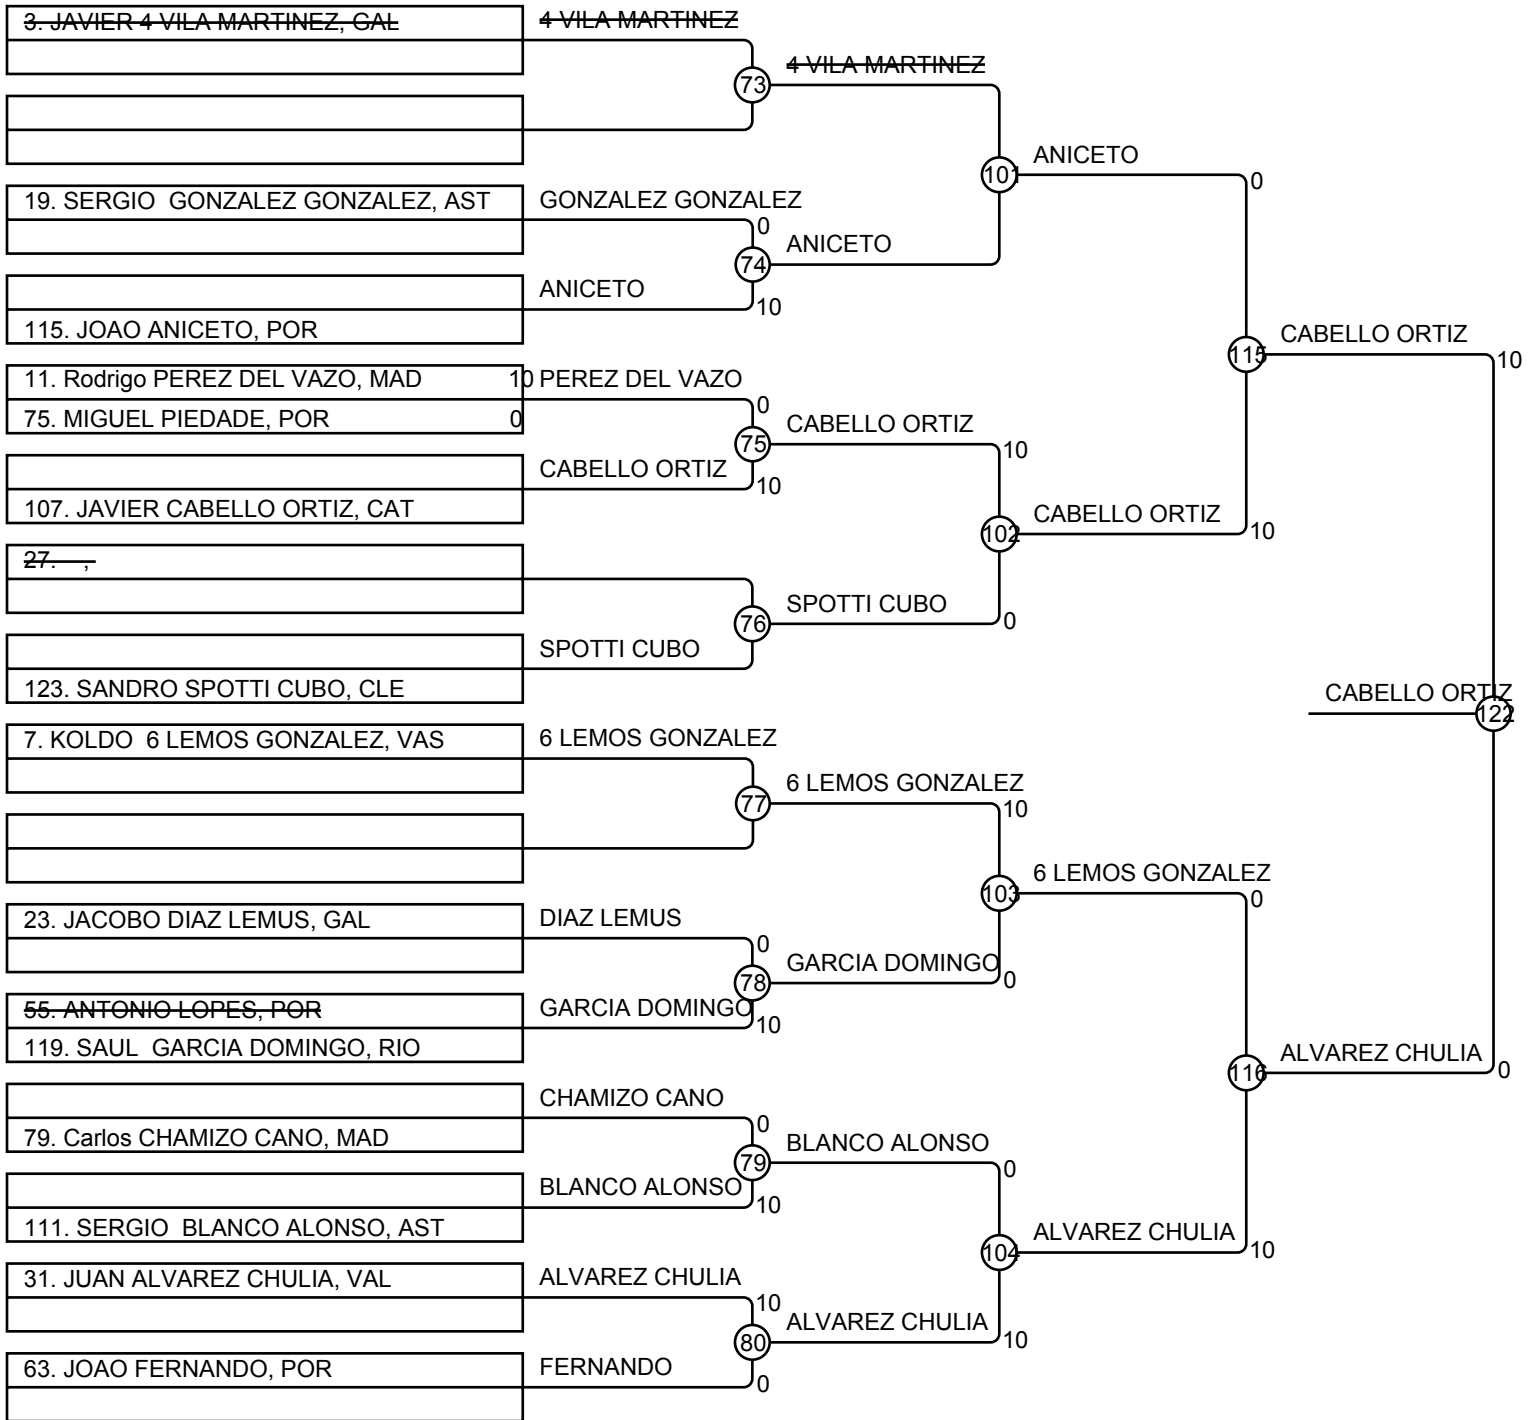 3. JAVIER 4 VILA MARTINEZ, GAL
4 VILA MARTINEZ
4 VILA MARTINEZ
73
ANICETO
101
0
19. SERGIO  GONZALEZ GONZALEZ, AST
GONZALEZ GONZALEZ
0
ANICETO
74
ANICETO
10
115. JOAO ANICETO, POR
CABELLO ORTIZ
115
10
11. Rodrigo PEREZ DEL VAZO, MAD 10
PEREZ DEL VAZO
0
75. MIGUEL PIEDADE, POR 0
CABELLO ORTIZ
75
10
CABELLO ORTIZ
10
107. JAVIER CABELLO ORTIZ, CAT
CABELLO ORTIZ
102
10
27. ,
SPOTTI CUBO
76
0
SPOTTI CUBO
123. SANDRO SPOTTI CUBO, CLE
CABELLO ORTIZ
122
7. KOLDO  6 LEMOS GONZALEZ, VAS
6 LEMOS GONZALEZ
6 LEMOS GONZALEZ
77
10
6 LEMOS GONZALEZ
103
0
23. JACOBO DIAZ LEMUS, GAL
DIAZ LEMUS
0
GARCIA DOMINGO
78
0
55. ANTONIO LOPES, POR
GARCIA DOMINGO
10
119. SAUL  GARCIA DOMINGO, RIO
ALVAREZ CHULIA
116
0
CHAMIZO CANO
0
79. Carlos CHAMIZO CANO, MAD
BLANCO ALONSO
79
0
BLANCO ALONSO
10
111. SERGIO  BLANCO ALONSO, AST
ALVAREZ CHULIA
104
10
31. JUAN ALVAREZ CHULIA, VAL
ALVAREZ CHULIA
10
ALVAREZ CHULIA
80
10
63. JOAO FERNANDO, POR
FERNANDO
0